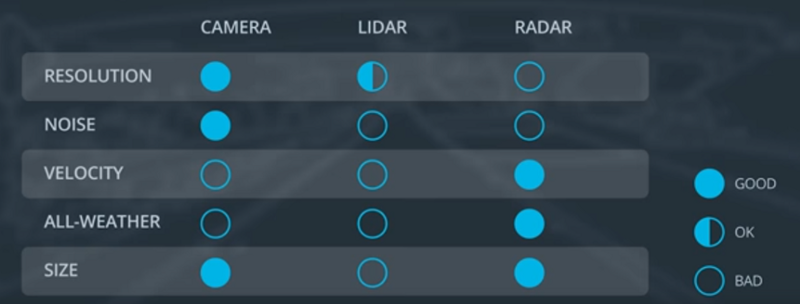 CAMERA LIDAR RADAR
RESOLUTION
NOISE
VELOCITY
ALL-WEATHER
SIZE
GOOD
OK
BAD